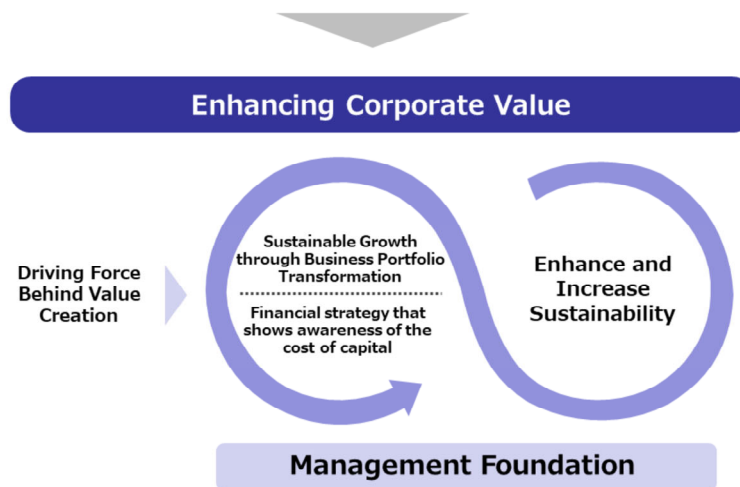 Enhancing Corporate Value
Driving Force
Behind Value
Creation
Sustainable Growth
through Business Portfolio
Transformation
Financial strategy that
shows awareness of the
cost of capital
Enhance and
Increase
Sustainability
Management Foundation